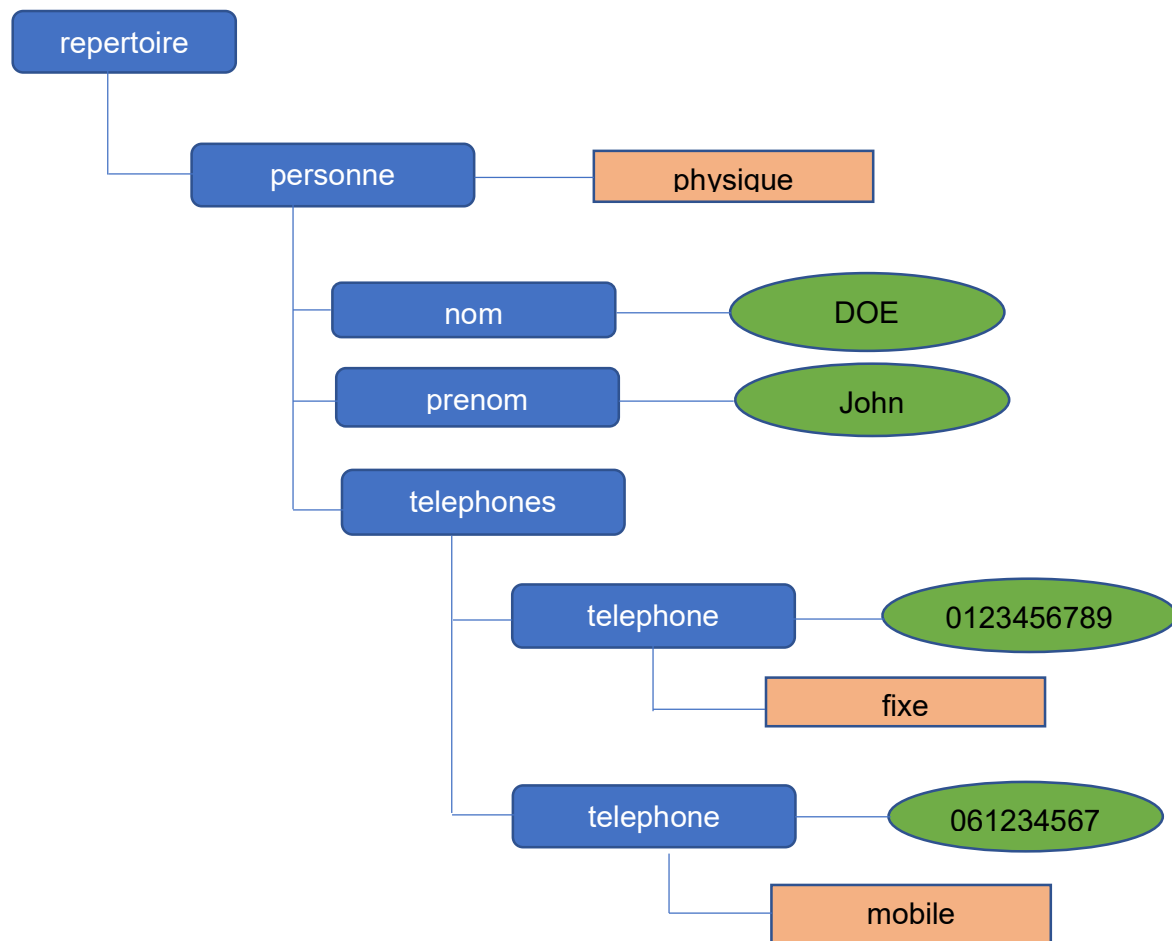 repertoire
personne
physique
nom
DOE
prenom
John
telephones
telephone
0123456789
fixe
telephone
061234567
mobile